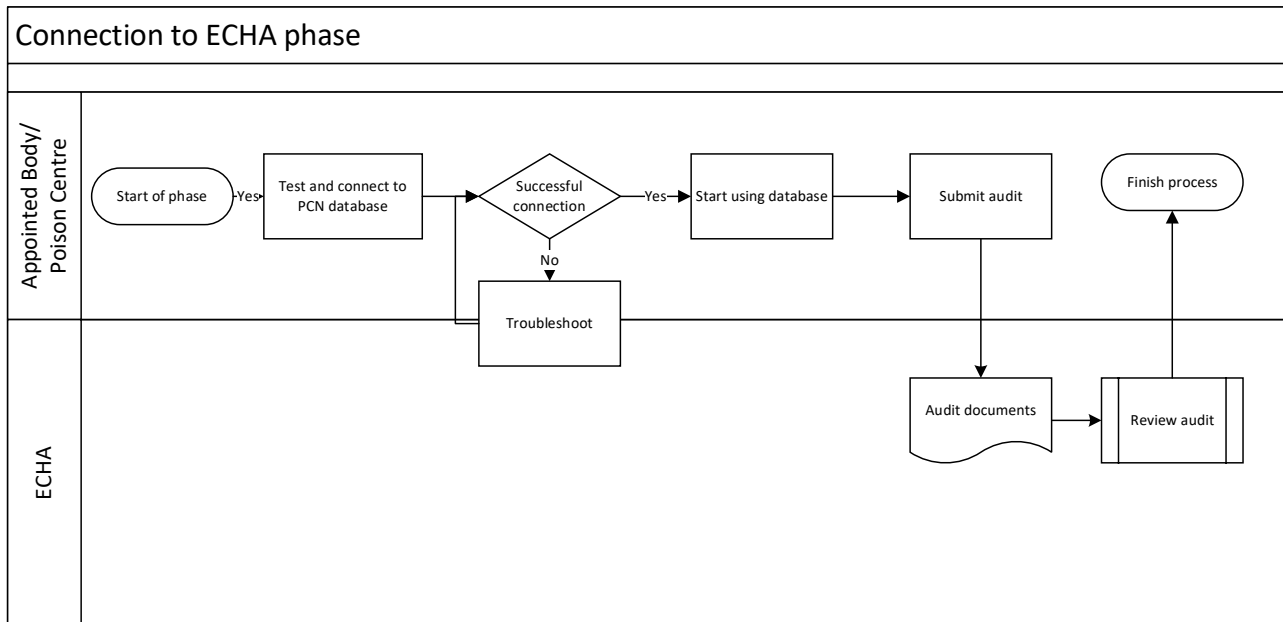 Connection to ECHA phase
Appointed Body/
Poison Centre
Start of phase
Yes
Test and connect to
PCN database
Successful
connection
Yes
Start using database
Submit audit
Finish process
No
Troubleshoot
ECHA
Audit documents
Review audit